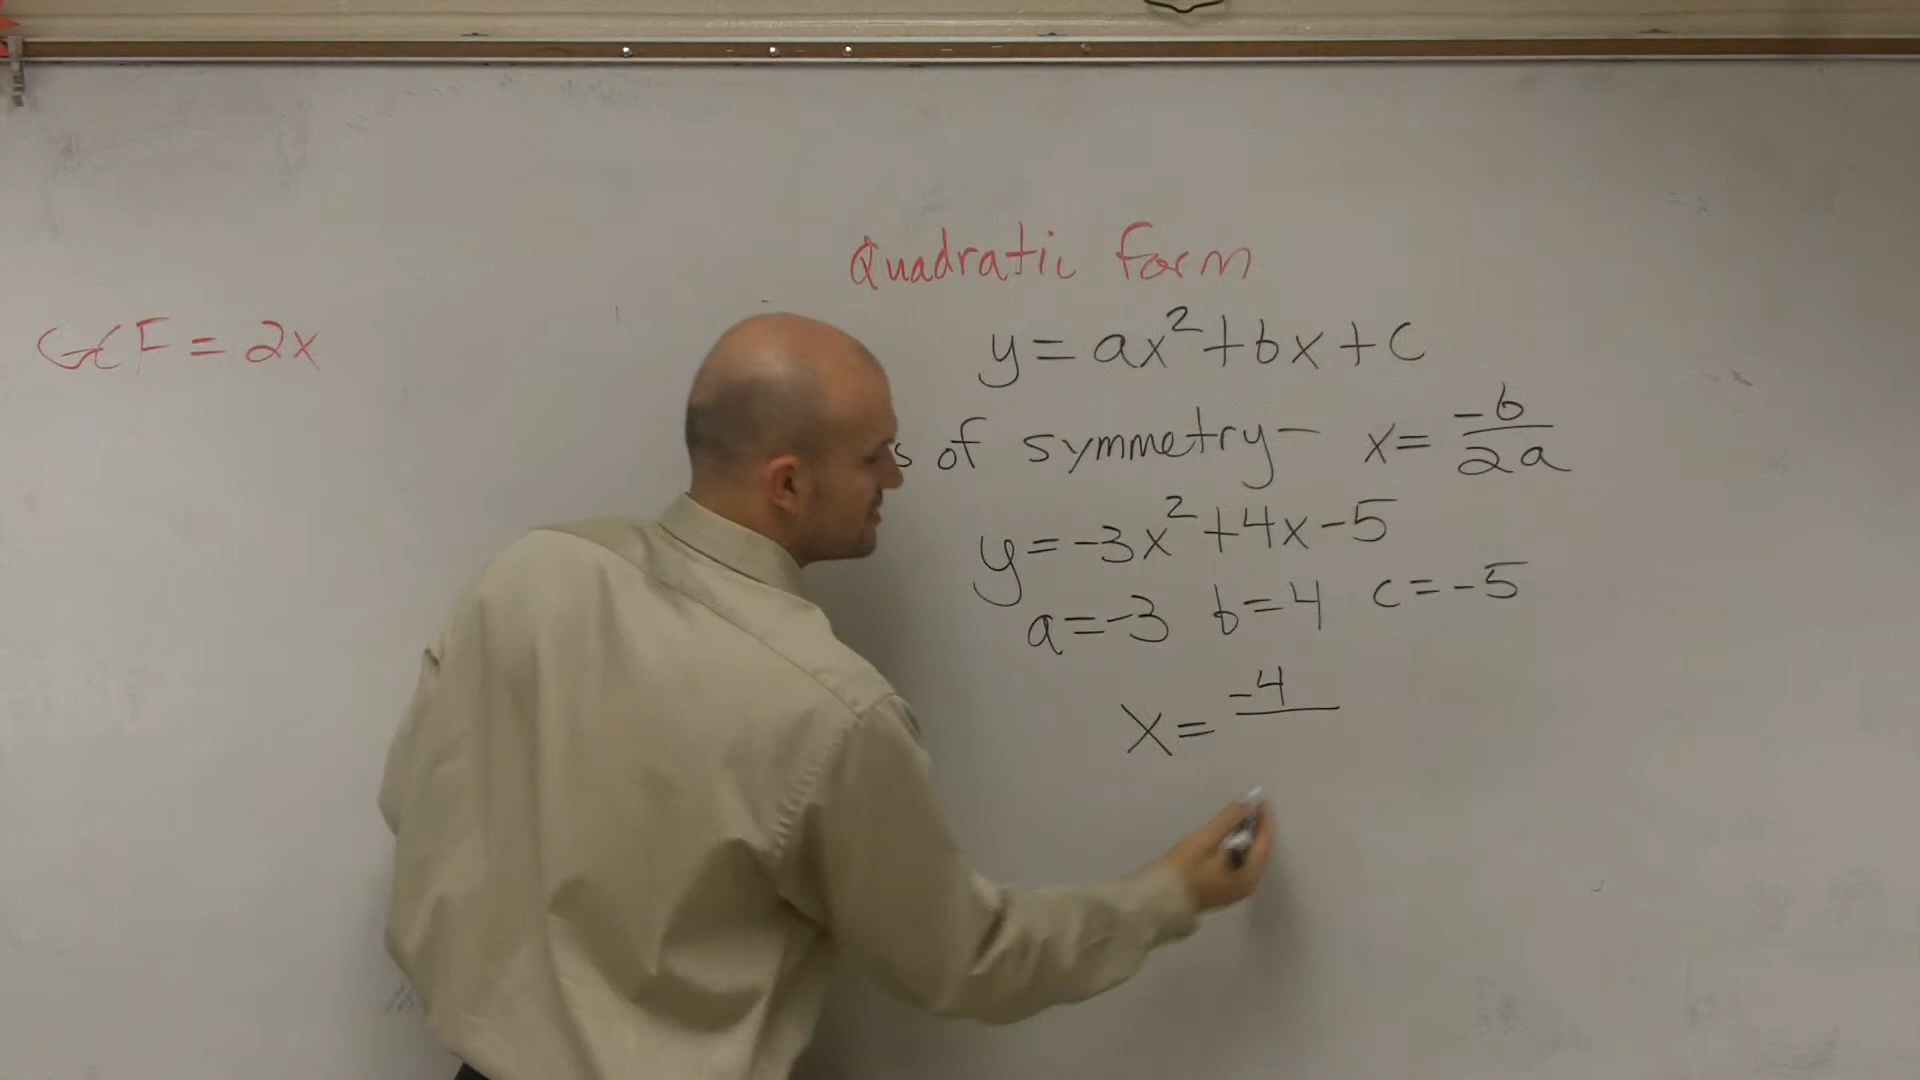 Quadratic form
GCF = 2x
y = ax² + bx + c
s of symmetry - x = -b/2a
y = -3x² + 4x - 5
a = -3 b = 4 c = -5
x = -4/